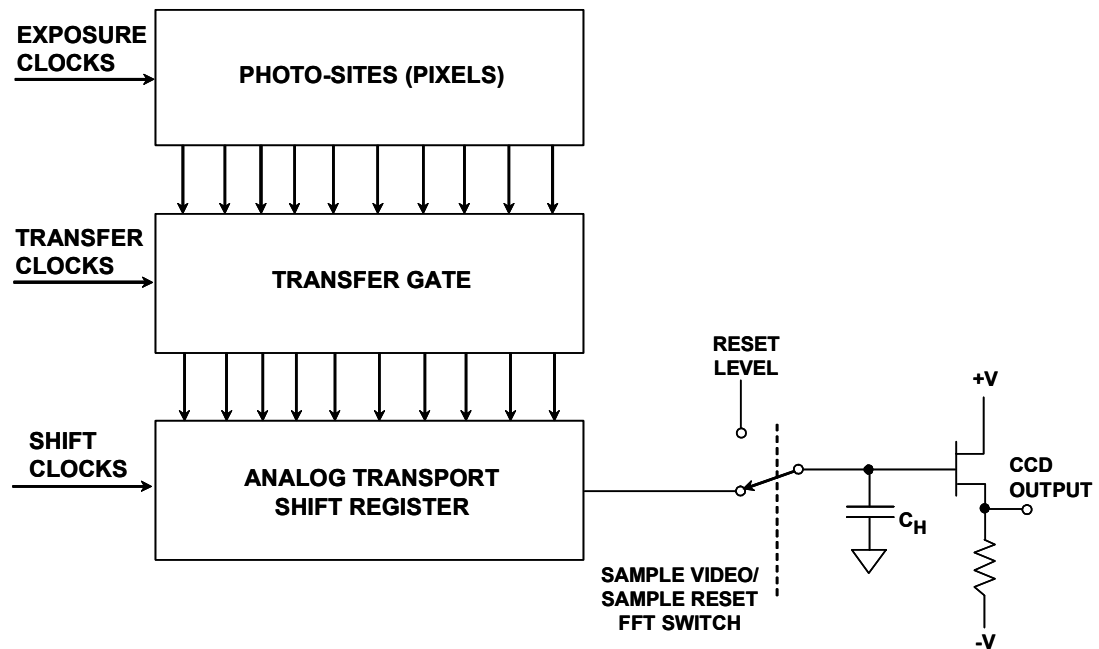 EXPOSURE
CLOCKS
PHOTO-SITES (PIXELS)
TRANSFER
CLOCKS
TRANSFER GATE
RESET
LEVEL
+V
SHIFT
CLOCKS
ANALOG TRANSPORT
SHIFT REGISTER
CCD
OUTPUT
CH
SAMPLE VIDEO/
SAMPLE RESET
FFT SWITCH
-V